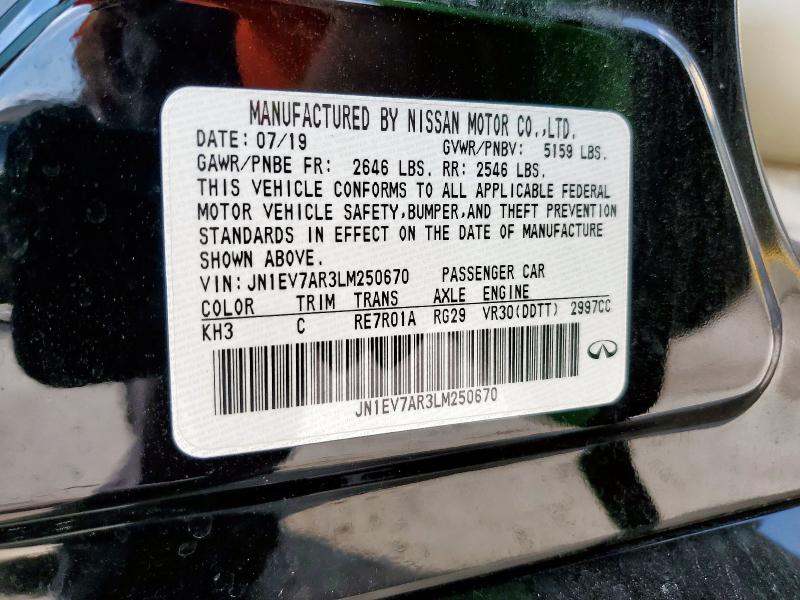 MANUFACTURED BY NISSAN MOTOR CO.,LTD.
DATE: 07/19 GVWR/PNBV: 5159 LBS.
GAWR/PNBE FR: 2646 LBS. RR: 2546 LBS.
THIS VEHICLE CONFORMS TO ALL APPLICABLE FEDERAL
MOTOR VEHICLE SAFETY,BUMPER,AND THEFT PREVENTION
STANDARDS IN EFFECT ON THE DATE OF MANUFACTURE
SHOWN ABOVE.
VIN:JN1EV7AR3LM250670 PASSENGER CAR
COLOR TRIM TRANS AXLE ENGINE
KH3 C RE7R01A RG29 VR30(DDTT) 2997CC
JN1EV7AR3LM250670